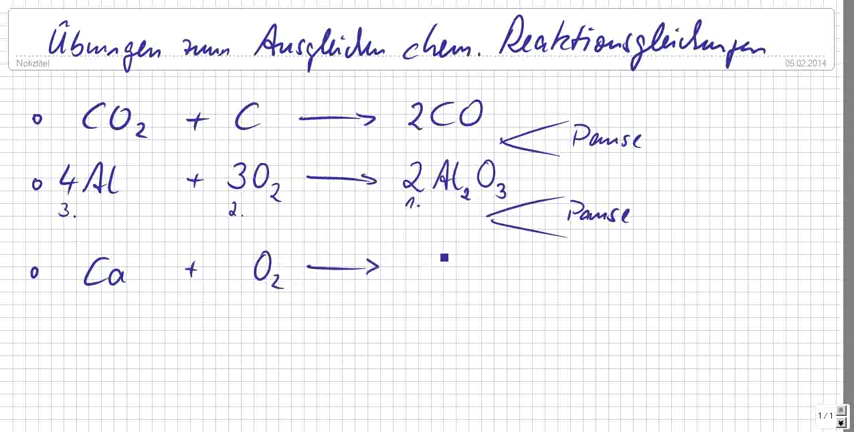 Übungen zum Ausgleichen chem. Reaktionsgleichungen
Notiztitel 05.02.2014
CO₂ + C → 2CO
Pause
4Al + 3O₂ → 2Al₂O₃
3. 2. 1.
Pause
Ca + O₂ →
1/1